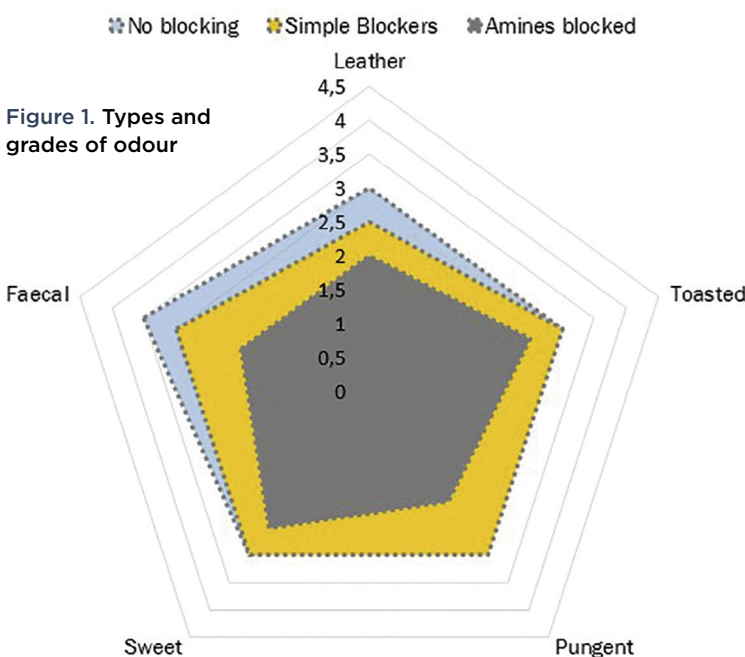 No blocking Simple Blockers Amines blocked
Leather
Figure 1. Types and
grades of odour
4,5
4
3,5
3
2,5
2
1,5
1
0,5
0
Faecal
Toasted
Sweet
Pungent